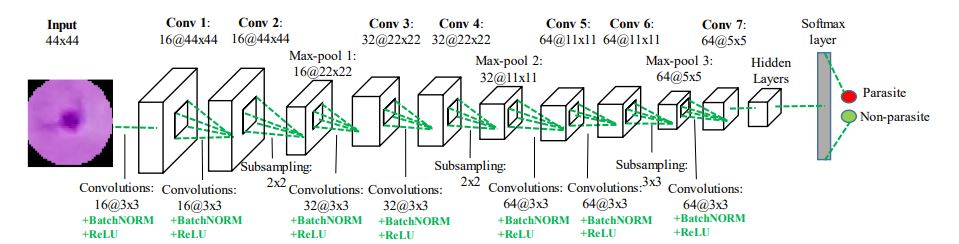 Input
44x44
Conv 1:
16@44x44
Conv 2:
16@44x44
Max-pool 1:
16@22x22
Conv 3:
32@22x22
Conv 4:
32@22x22
Max-pool 2:
32@11x11
Conv 5:
64@11x11
Conv 6:
64@11x11
Max-pool 3:
64@5x5
Conv 7:
64@5x5
Hidden
Layers
Softmax
layer
Parasite
Non-parasite
Convolutions:
16@3x3
+BatchNORM
+ReLU
Convolutions:
16@3x3
+BatchNORM
+ReLU
Subsampling:
2x2
Convolutions:
32@3x3
+BatchNORM
+ReLU
Convolutions:
32@3x3
+BatchNORM
+ReLU
Subsampling:
2x2
Convolutions:
64@3x3
+BatchNORM
+ReLU
Convolutions:
64@3x3
+BatchNORM
+ReLU
Subsampling:
3x3
Convolutions:
64@3x3
+BatchNORM
+ReLU